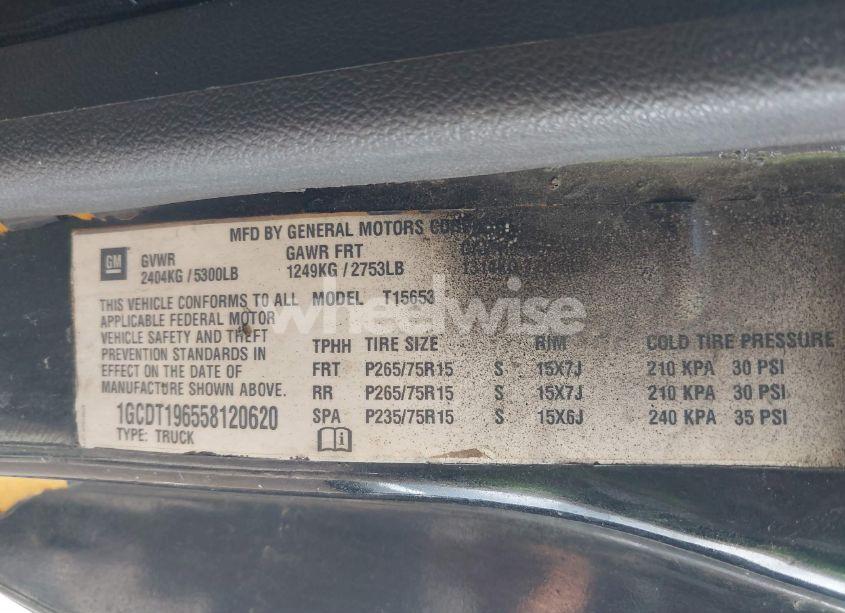 MFD BY GENERAL MOTORS
GM GVWR GAWR FRT
2404KG / 5300LB 1249KG / 2753LB
THIS VEHICLE CONFORMS TO ALL MODEL T15653
APPLICABLE FEDERAL MOTOR
VEHICLE SAFETY AND THEFT
PREVENTION STANDARDS IN
EFFECT ON THE DATE OF
MANUFACTURE SHOWN ABOVE.
1GCDT196558120620
TYPE: TRUCK
TPHH TIRE SIZE RIM COLD TIRE PRESSURE
FRT P265/75R15 S 15X7J 210 KPA 30 PSI
RR P265/75R15 S 15X7J 210 KPA 30 PSI
SPA P235/75R15 S 15X6J 240 KPA 35 PSI
wheelwise